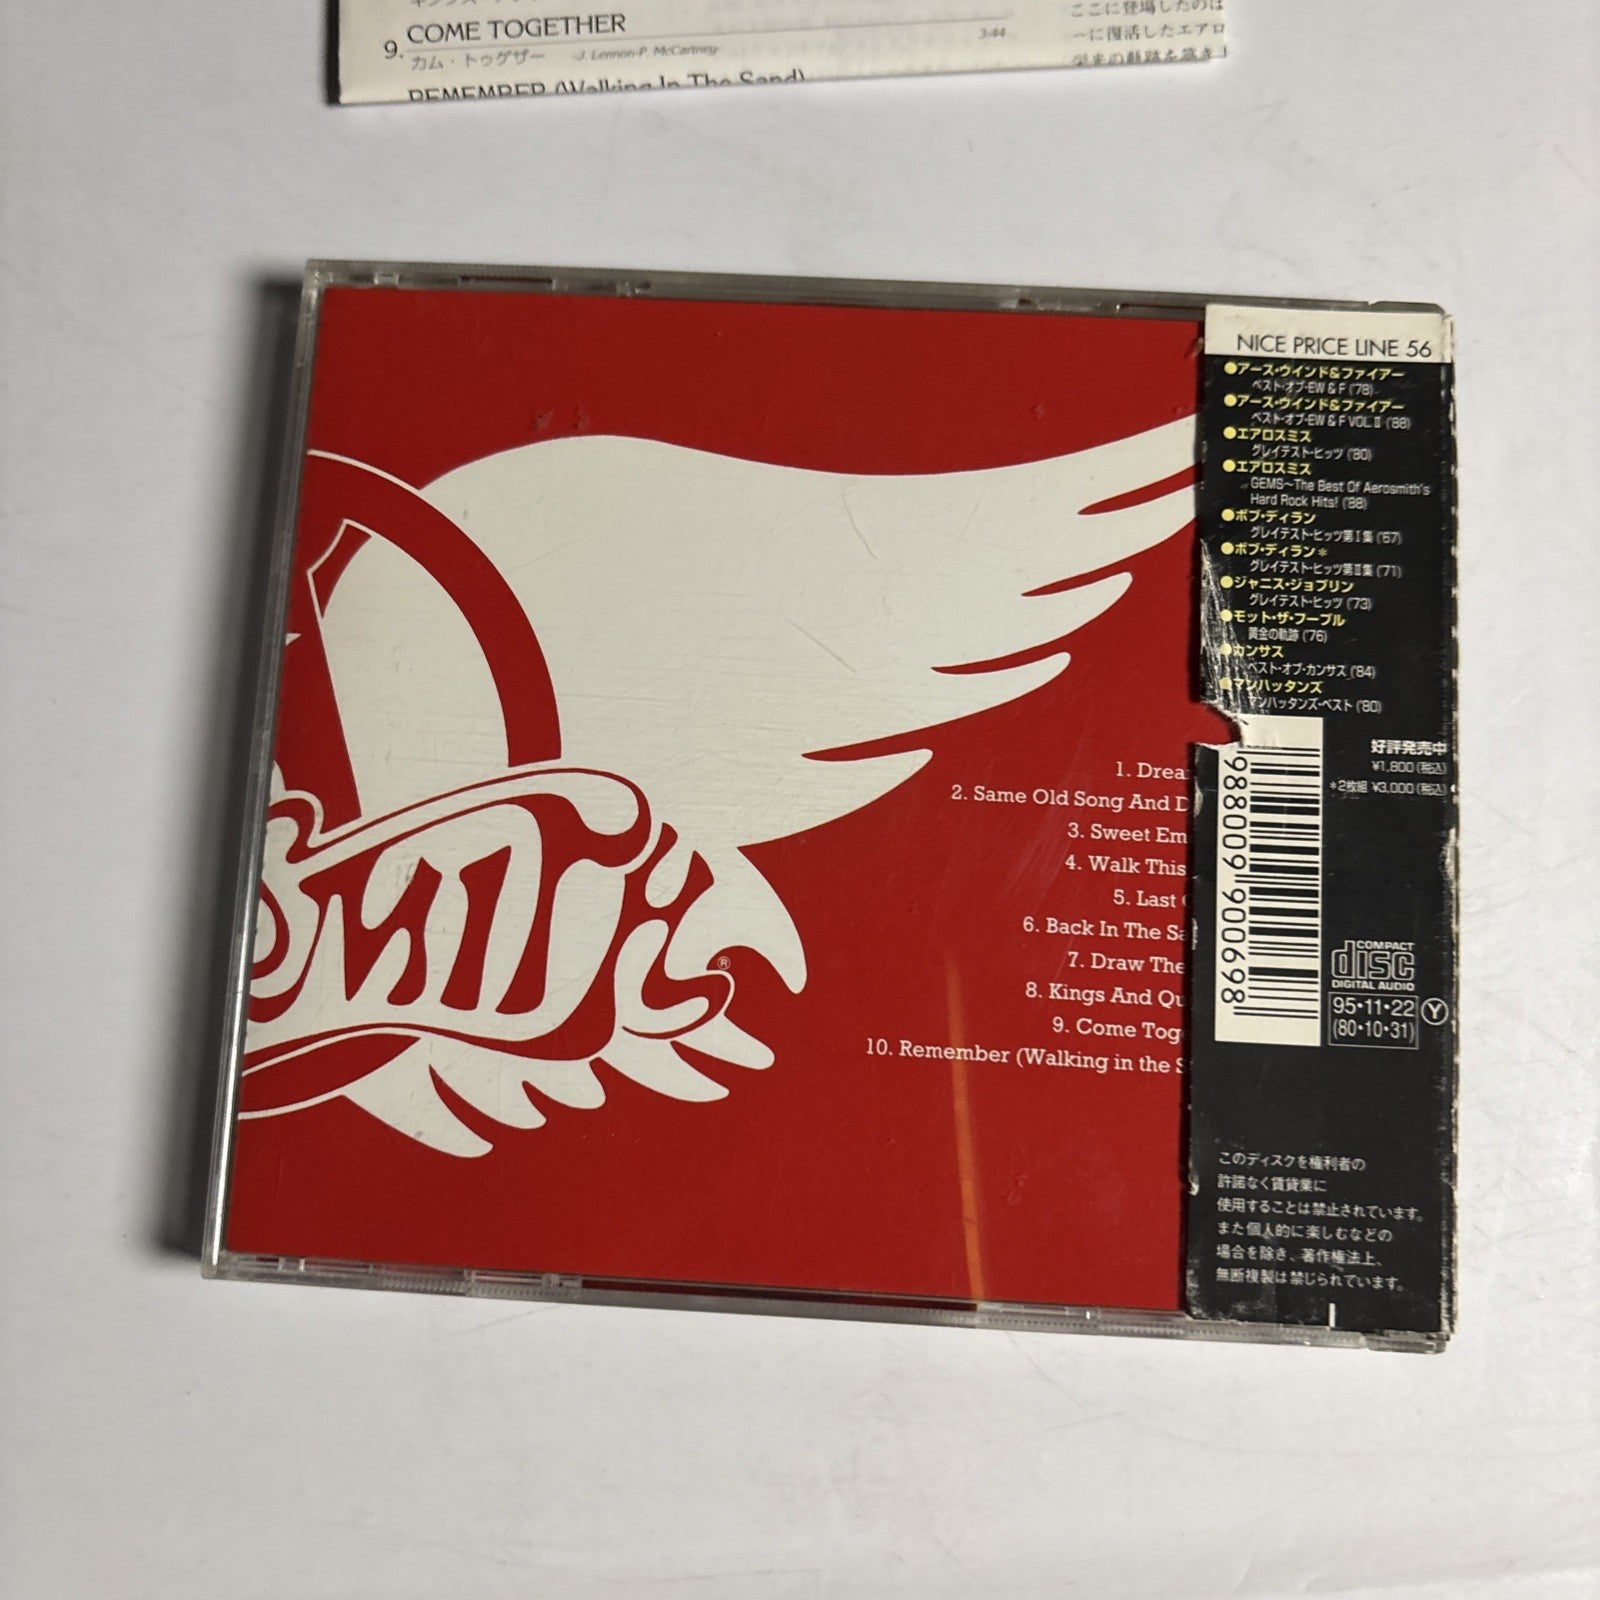 9. COME TOGETHER 3:44
カム・トゥゲザー -J. Lennon-P. McCartney-
REMEMBER (Walking In The Sand)
ここに登場したのは
ーに復活したエアロ
NICE PRICE LINE 56
●アース・ウインド&ファイアー
ベスト・オブ・EW & F ('78)
●アース・ウインド&ファイアー
ベスト・オブ・EW & F VOL.II ('88)
●エアロスミス
グレイテスト・ヒッツ ('80)
●エアロスミス
GEMS~The Best Of Aerosmith's
Hard Rock Hits! ('88)
●ボブ・ディラン
グレイテスト・ヒッツ第I集 ('67)
●ボブ・ディラン*
グレイテスト・ヒッツ第II集 ('71)
●ジャニス・ジョプリン
グレイテスト・ヒッツ ('73)
●モット・ザ・フープル
黄金の軌跡 ('76)
●カンサス
ベスト・オブ・カンサス ('84)
●マンハッタンズ
マンハッタンズ・ベスト ('80)
好評発売中
¥1,800 (税込)
*2枚組 ¥3,000 (税込)
1. Drea
2. Same Old Song And D
3. Sweet Em
4. Walk This
5. Last
6. Back In The Sa
7. Draw The
8. Kings And Qu
9. Come Tog
10. Remember (Walking in the S
SMITH
®
988009 900698
COMPACT
disc
DIGITAL AUDIO
95・11・22 Y
(80・10・31)
このディスクを権利者の
許諾なく賃貸業に
使用することは禁止されています。
また個人的に楽しむなどの
場合を除き、著作権法上、
無断複製は禁じられています。